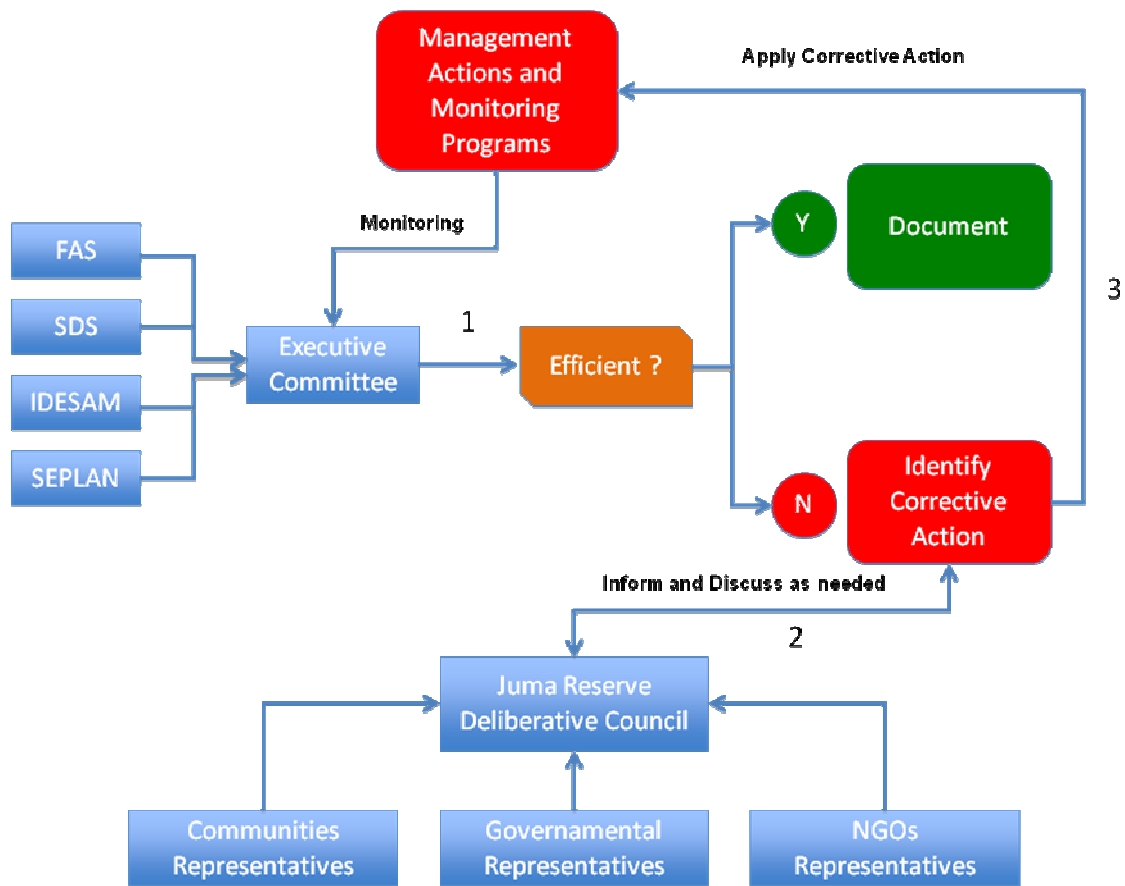 Management
Actions and
Monitoring
Programs
Apply Corrective Action
Monitoring
Y
Document
FAS
SDS
IDESAM
SEPLAN
3
1
Executive
Committee
Efficient ?
N
Identify
Corrective
Action
Inform and Discuss as needed
2
Juma Reserve
Deliberative Council
Communities
Representatives
Governamental
Representatives
NGOs
Representatives